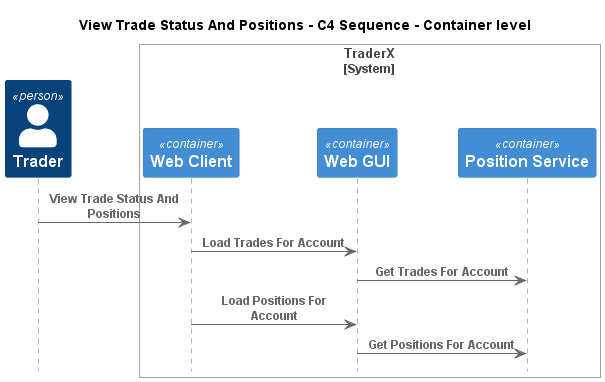 View Trade Status And Positions - C4 Sequence - Container level
TraderX
[System]
«person»
Trader
«container»
Web Client
«container»
Web GUI
«container»
Position Service
View Trade Status And
Positions
Load Trades For Account
Get Trades For Account
Load Positions For
Account
Get Positions For Account